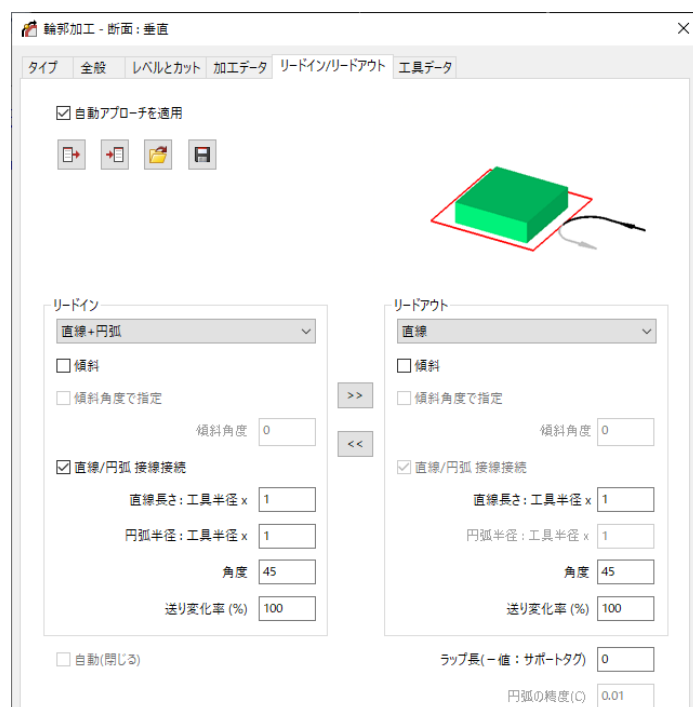 輪郭加工 - 断面 : 垂直
タイプ 全般 レベルとカット 加工データ リードイン/リードアウト 工具データ
自動アプローチを適用
リードイン
直線+円弧
傾斜
傾斜角度で指定
傾斜角度 0
直線/円弧 接線接続
直線長さ : 工具半径 x 1
円弧半径 : 工具半径 x 1
角度 45
送り変化率 (%) 100
自動(閉じる)
>>
<<
リードアウト
直線
傾斜
傾斜角度で指定
傾斜角度 0
直線/円弧 接線接続
直線長さ : 工具半径 x 1
円弧半径 : 工具半径 x 1
角度 45
送り変化率 (%) 100
ラップ長(－値：サポートタグ) 0
円弧の精度(C) 0.01